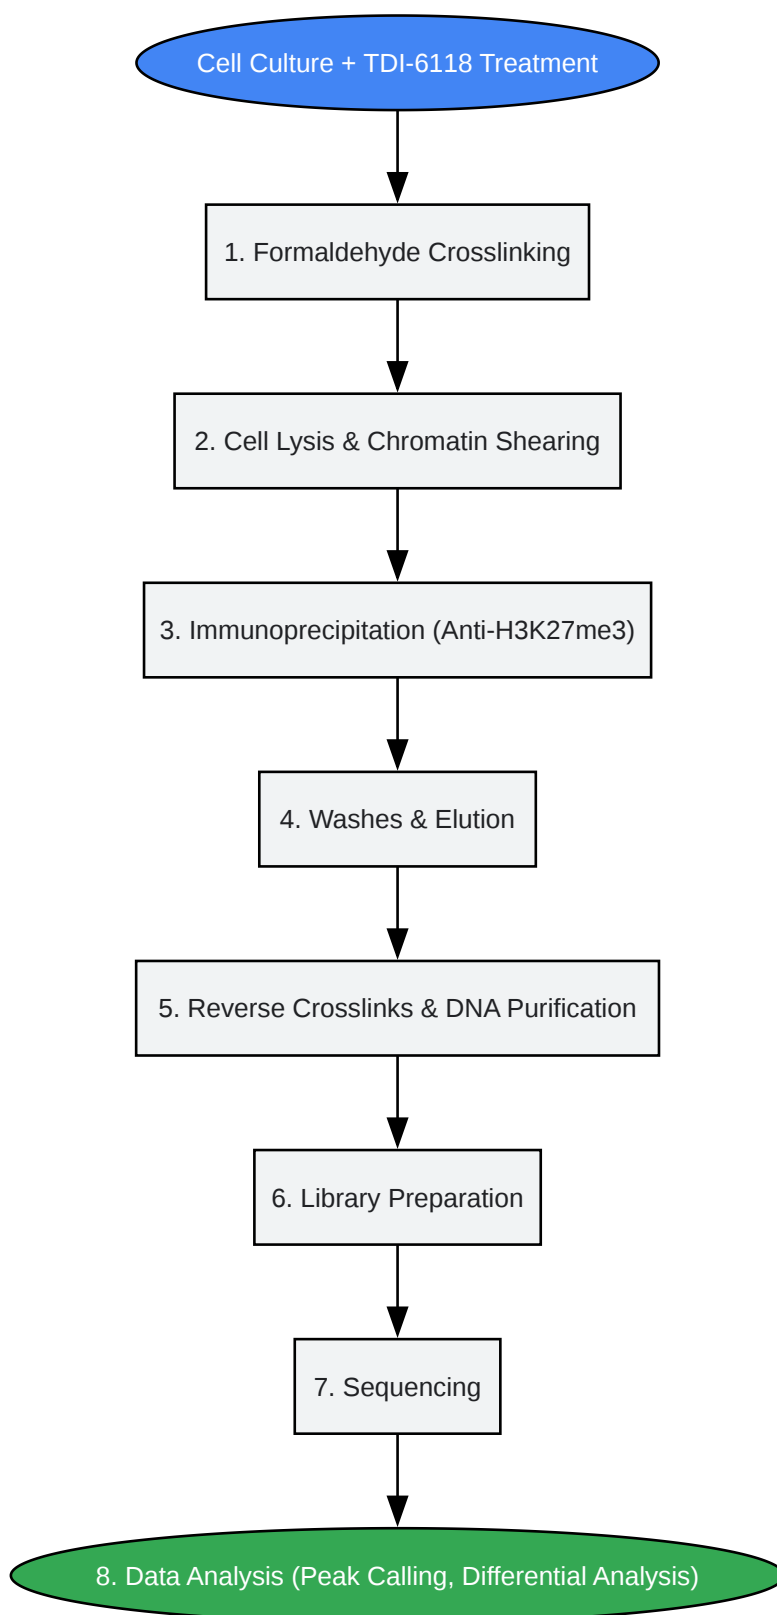 Cell Culture + TDI-6118 Treatment
1. Formaldehyde Crosslinking
2. Cell Lysis & Chromatin Shearing
3. Immunoprecipitation (Anti-H3K27me3)
4. Washes & Elution
5. Reverse Crosslinks & DNA Purification
6. Library Preparation
7. Sequencing
8. Data Analysis (Peak Calling, Differential Analysis)